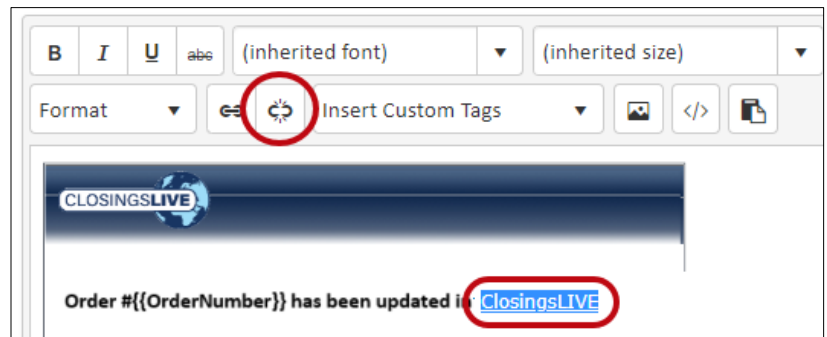 B I U abc (inherited font) (inherited size)
Format Insert Custom Tags </>
CLOSINGSLIVE
Order #{{OrderNumber}} has been updated in ClosingsLIVE